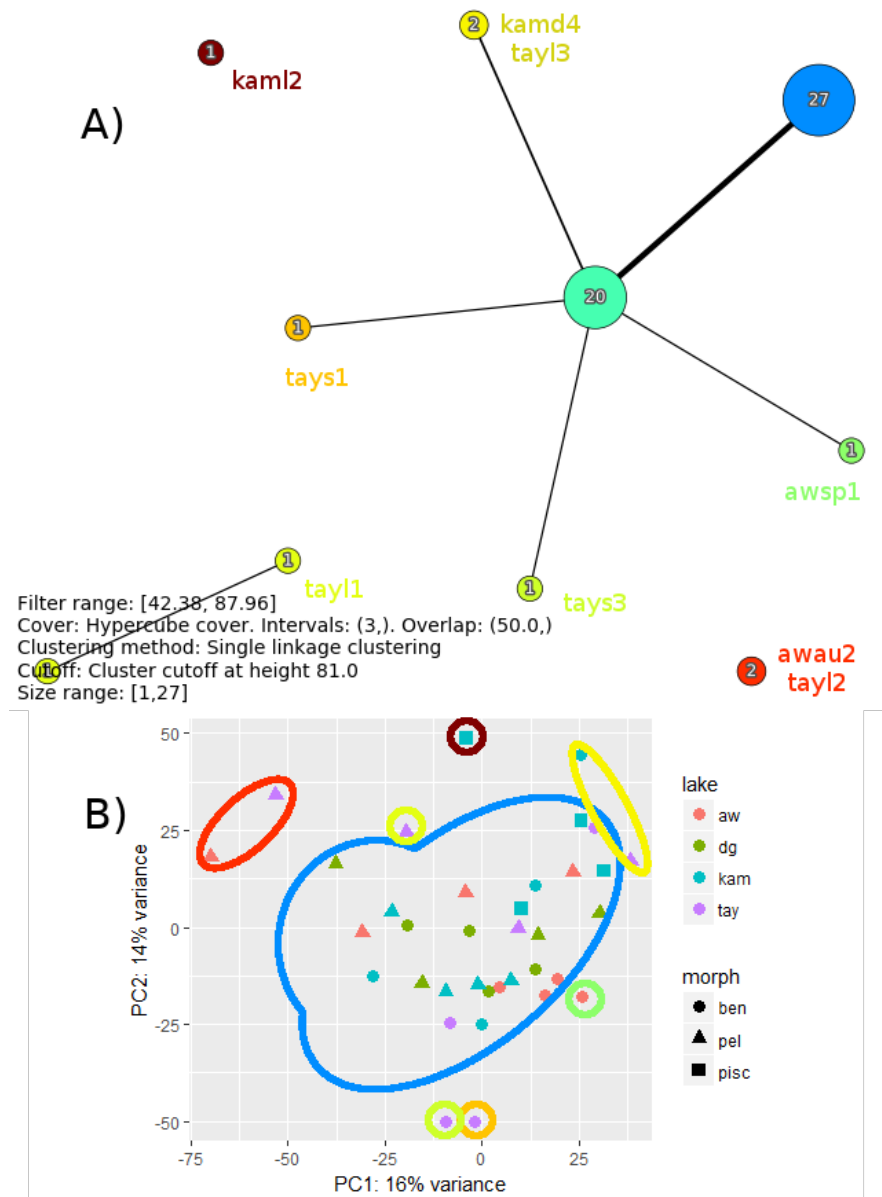 1
kaml2
2
kamd4
tayl3
27
A)
20
1
tays1
1
awsp1
1
tayl1
1
tays3
Filter range: [42.38, 87.96]
Cover: Hypercube cover. Intervals: (3,). Overlap: (50.0,)
Clustering method: Single linkage clustering
Cutoff: Cluster cutoff at height 81.0
1
Size range: [1,27]
2
awau2
tayl2
B)
50
25
0
-25
-50
PC2: 14% variance
-75
-50
-25
0
25
PC1: 16% variance
lake
aw
dg
kam
tay
morph
ben
pel
pisc